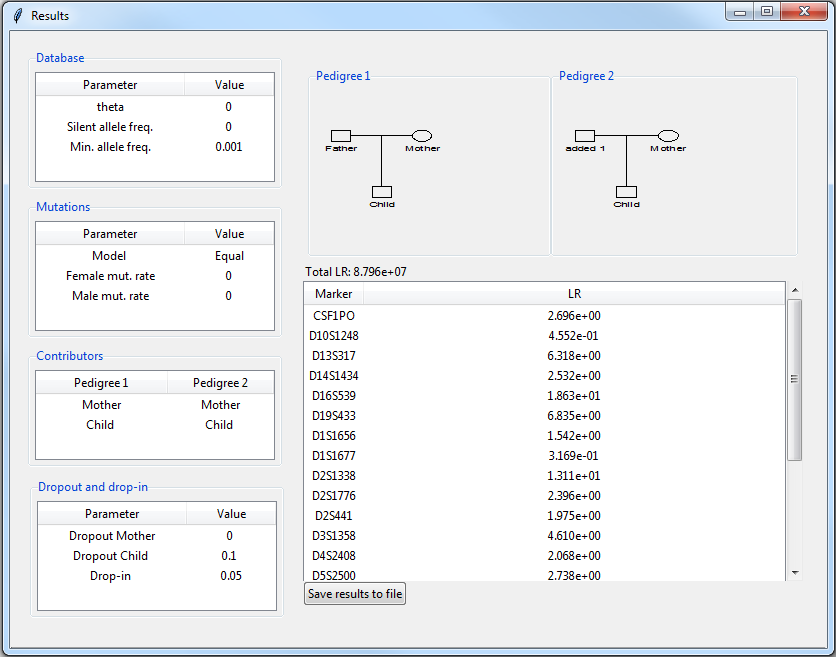 Results
Database
Parameter Value
theta 0
Silent allele freq. 0
Min. allele freq. 0.001
Mutations
Parameter Value
Model Equal
Female mut. rate 0
Male mut. rate 0
Contributors
Pedigree 1 Pedigree 2
Mother Mother
Child Child
Dropout and drop-in
Parameter Value
Dropout Mother 0
Dropout Child 0.1
Drop-in 0.05
Pedigree 1
Father Mother
Child
Pedigree 2
added 1 Mother
Child
Total LR: 8.796e+07
Marker LR
CSF1PO 2.696e+00
D10S1248 4.552e-01
D13S317 6.318e+00
D14S1434 2.532e+00
D16S539 1.863e+01
D19S433 6.835e+00
D1S1656 1.542e+00
D1S1677 3.169e-01
D2S1338 1.311e+01
D2S1776 2.396e+00
D2S441 1.975e+00
D3S1358 4.610e+00
D4S2408 2.068e+00
D5S2500 2.738e+00
Save results to file